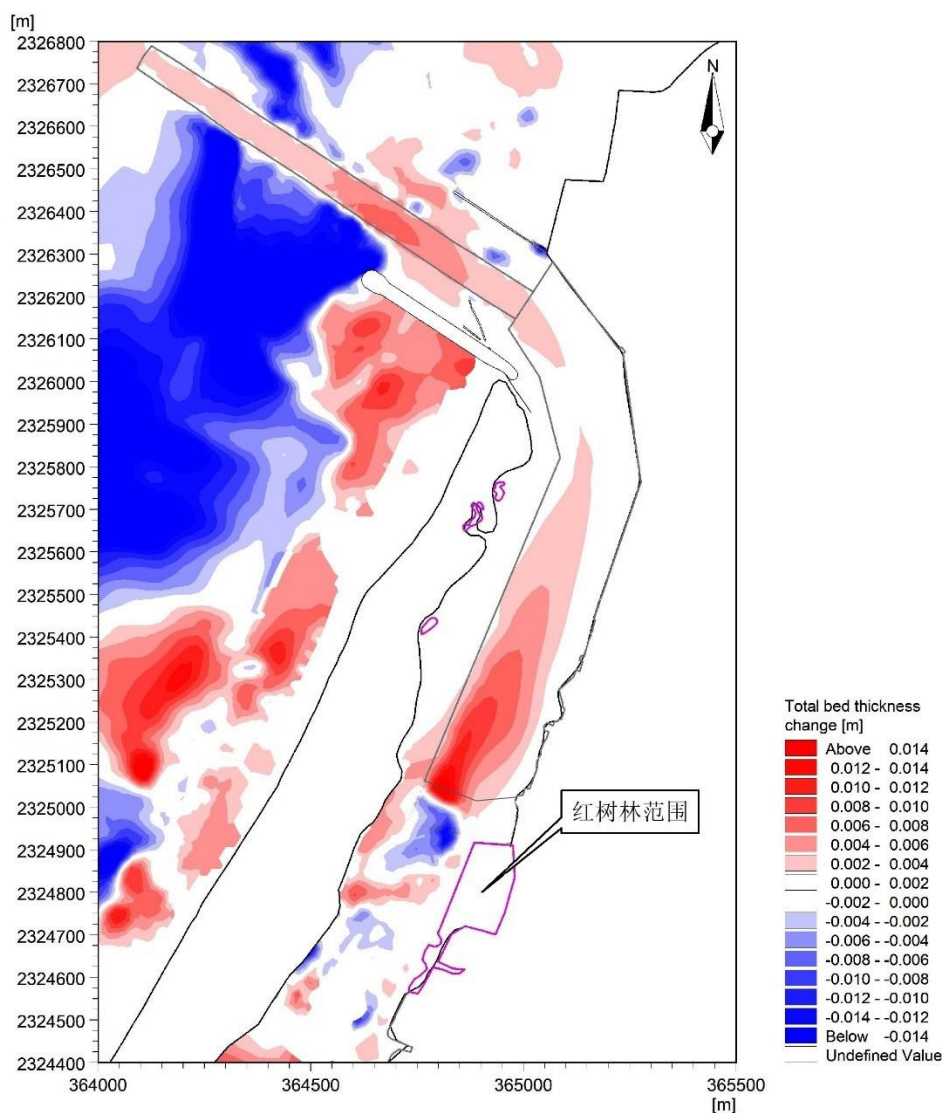 [m]
2326800
2326700
2326600
2326500
2326400
2326300
2326200
2326100
2326000
2325900
2325800
2325700
2325600
2325500
2325400
2325300
2325200
2325100
2325000
2324900
2324800
2324700
2324600
2324500
2324400
364000
364500
365000
365500
[m]
N
红树林范围
Total bed thickness
change [m]
Above 0.014
0.012 - 0.014
0.010 - 0.012
0.008 - 0.010
0.006 - 0.008
0.004 - 0.006
0.002 - 0.004
0.000 - 0.002
-0.002 - 0.000
-0.004 - -0.002
-0.006 - -0.004
-0.008 - -0.006
-0.010 - -0.008
-0.012 - -0.010
-0.014 - -0.012
Below -0.014
Undefined Value